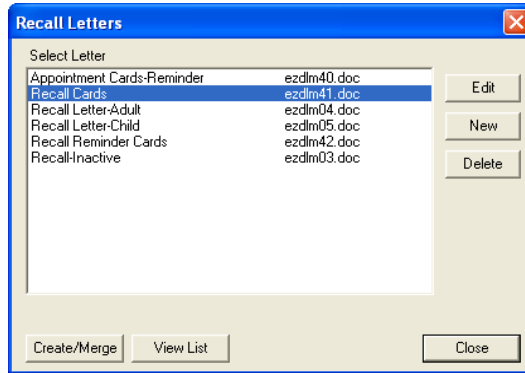 Recall Letters
Select Letter
Appointment Cards-Reminder ezdlm40.doc
Recall Cards ezdlm41.doc
Recall Letter-Adult ezdlm04.doc
Recall Letter-Child ezdlm05.doc
Recall Reminder Cards ezdlm42.doc
Recall-Inactive ezdlm03.doc
Edit
New
Delete
Create/Merge View List Close